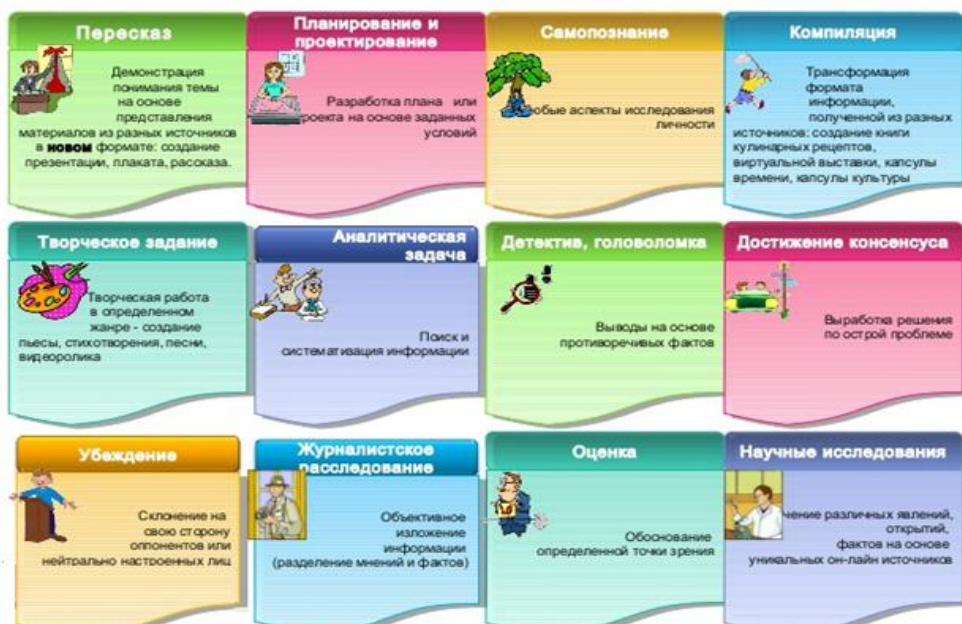 Пересказ
Демонстрация
понимания темы
на основе
представления
материалов из разных источников
в новом формате: создание
презентации, плаката, рассказа.
Планирование и
проектирование
Разработка плана или
роекта на основе заданных
условий
Самопознание
юбые аспекты исследования
личности
Компиляция
Трансформация
формата
информации,
полученной из разных
источников: создание книги
кулинарных рецептов,
виртуальной выставки, капсулы
времени, капсулы культуры
Творческое задание
Творческая работа
в определенном
жанре - создание
пьесы, стихотворения, песни,
видеоролика
Аналитическая
задача
Поиск и
систематизация информации
Детектив, головоломка
Выводы на основе
противоречивых фактов
Достижение консенсуса
Выработка решения
по острой проблеме
Убеждение
Склонение на
свою сторону
оппонентов или
нейтрально настроенных лиц
Журналистское
расследование
Объективное
изложение
информации
(разделение мнений и фактов)
Оценка
Обоснование
определенной точки зрения
Научные исследования
чение различных явлений,
открытий,
фактов на основе
уникальных он-лайн источников